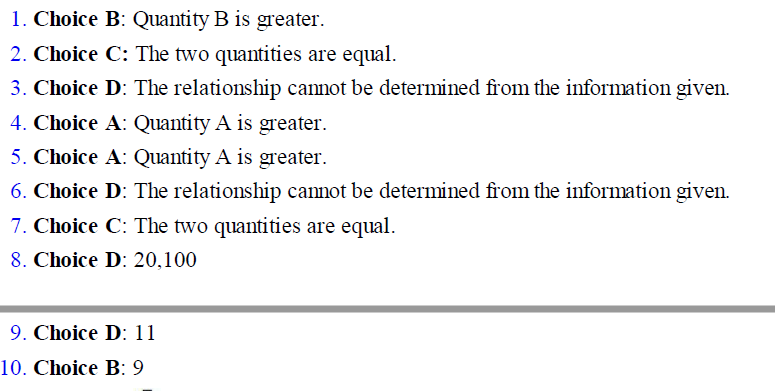 1. Choice B: Quantity B is greater.
2. Choice C: The two quantities are equal.
3. Choice D: The relationship cannot be determined from the information given.
4. Choice A: Quantity A is greater.
5. Choice A: Quantity A is greater.
6. Choice D: The relationship cannot be determined from the information given.
7. Choice C: The two quantities are equal.
8. Choice D: 20,100
9. Choice D: 11
10. Choice B: 9